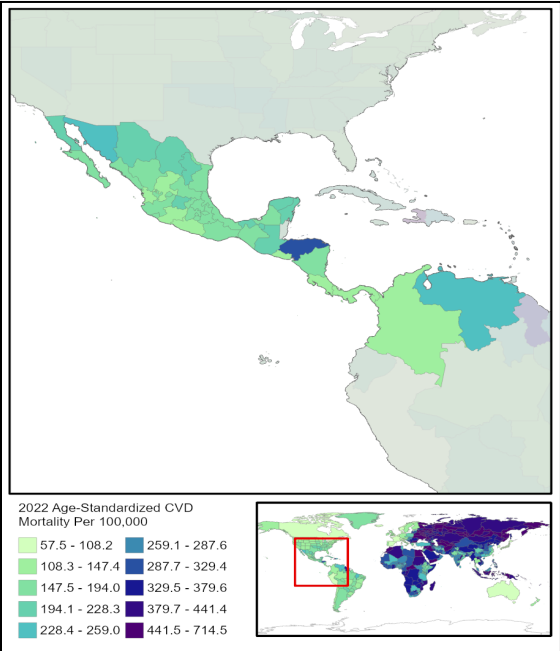 2022 Age-Standardized CVD
Mortality Per 100,000
57.5 - 108.2
108.3 - 147.4
147.5 - 194.0
194.1 - 228.3
228.4 - 259.0
259.1 - 287.6
287.7 - 329.4
329.5 - 379.6
379.7 - 441.4
441.5 - 714.5